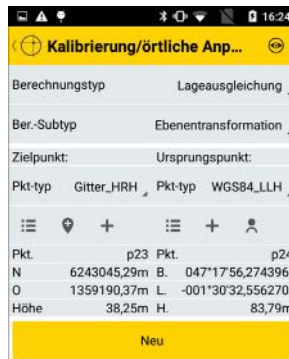 16:24
Kalibrierung/örtliche Anp...
Berechnungstyp Lageausgleichung
Ber.-Subtyp Ebenentransformation
Zielpunkt: Ursprungspunkt:
Pkt-typ Gitter_HRH Pkt-typ WGS84_LLH
Pkt. p23 Pkt. p24
N 6243045,29m B. 047°17'56,274396
O 1359190,37m L. -001°30'32,556270
Höhe 38,25m H. 83,79m
Neu